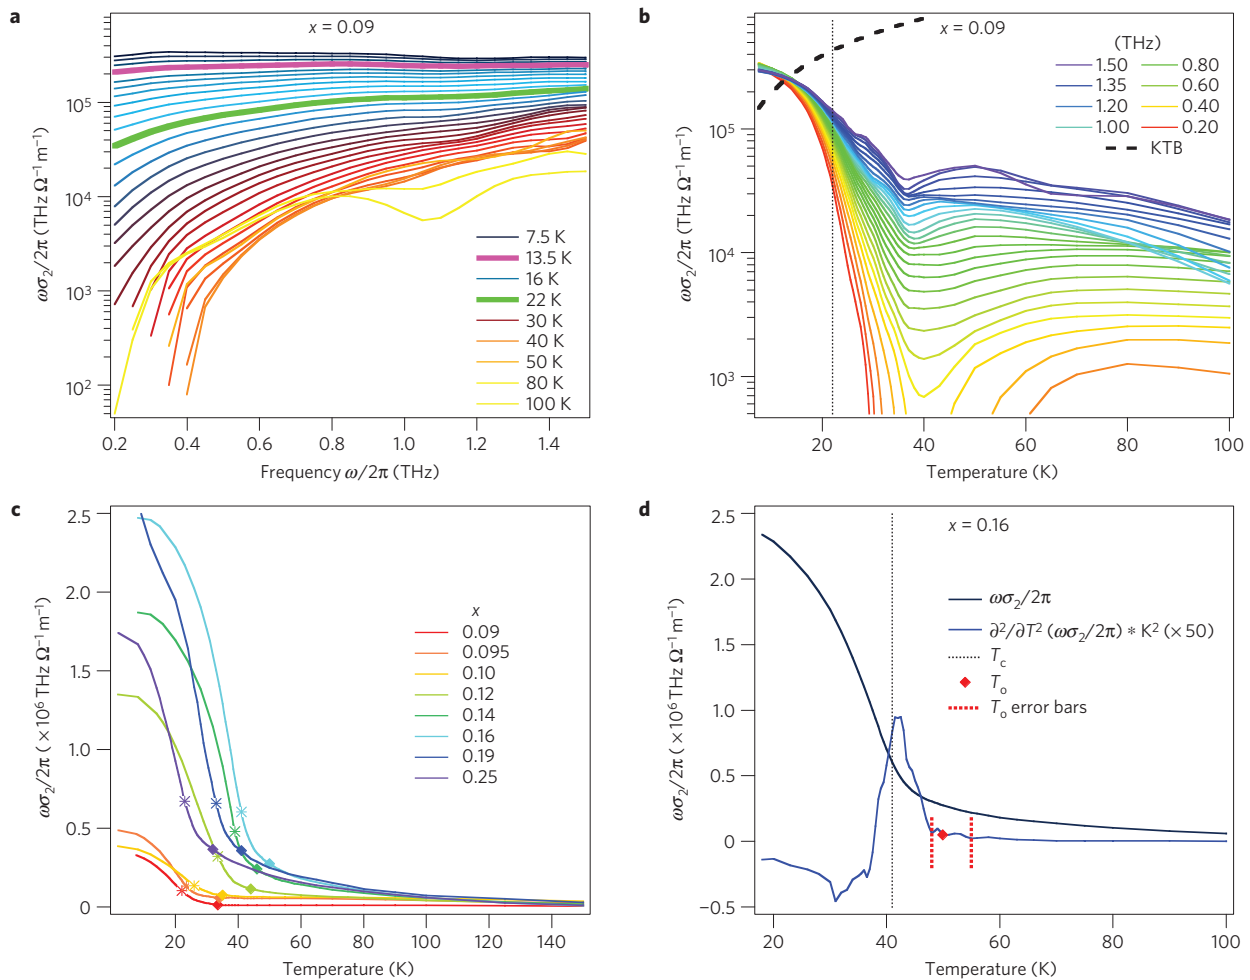 a
x = 0.09
ωσ₂/2π (THz Ω⁻¹ m⁻¹)
10⁵
10⁴
10³
10²
7.5 K
13.5 K
16 K
22 K
30 K
40 K
50 K
80 K
100 K
0.2 0.4 0.6 0.8 1.0 1.2 1.4
Frequency ω/2π (THz)
b
x = 0.09
(THz)
1.50 0.80
1.35 0.60
1.20 0.40
1.00 0.20
KTB
ωσ₂/2π (THz Ω⁻¹ m⁻¹)
10⁵
10⁴
10³
20 40 60 80 100
Temperature (K)
c
ωσ₂/2π (×10⁶ THz Ω⁻¹ m⁻¹)
2.5
2.0
1.5
1.0
0.5
0
x
0.09
0.095
0.10
0.12
0.14
0.16
0.19
0.25
20 40 60 80 100 120 140
Temperature (K)
d
x = 0.16
ωσ₂/2π
∂²/∂T² (ωσ₂/2π) * K² (×50)
T_c
T_o
T_o error bars
ωσ₂/2π (×10⁶ THz Ω⁻¹ m⁻¹)
2.5
2.0
1.5
1.0
0.5
0
−0.5
20 40 60 80 100
Temperature (K)